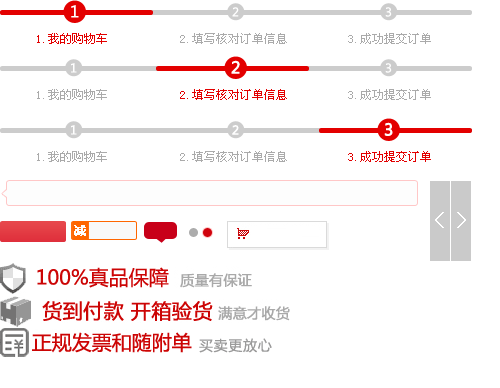 1 2 3
1. 我的购物车 2. 填写核对订单信息 3. 成功提交订单
1 2 3
1. 我的购物车 2. 填写核对订单信息 3. 成功提交订单
1 2 3
1. 我的购物车 2. 填写核对订单信息 3. 成功提交订单
减
100%真品保障 质量有保证
货到付款 开箱验货 满意才收货
正规发票和随附单 买卖更放心